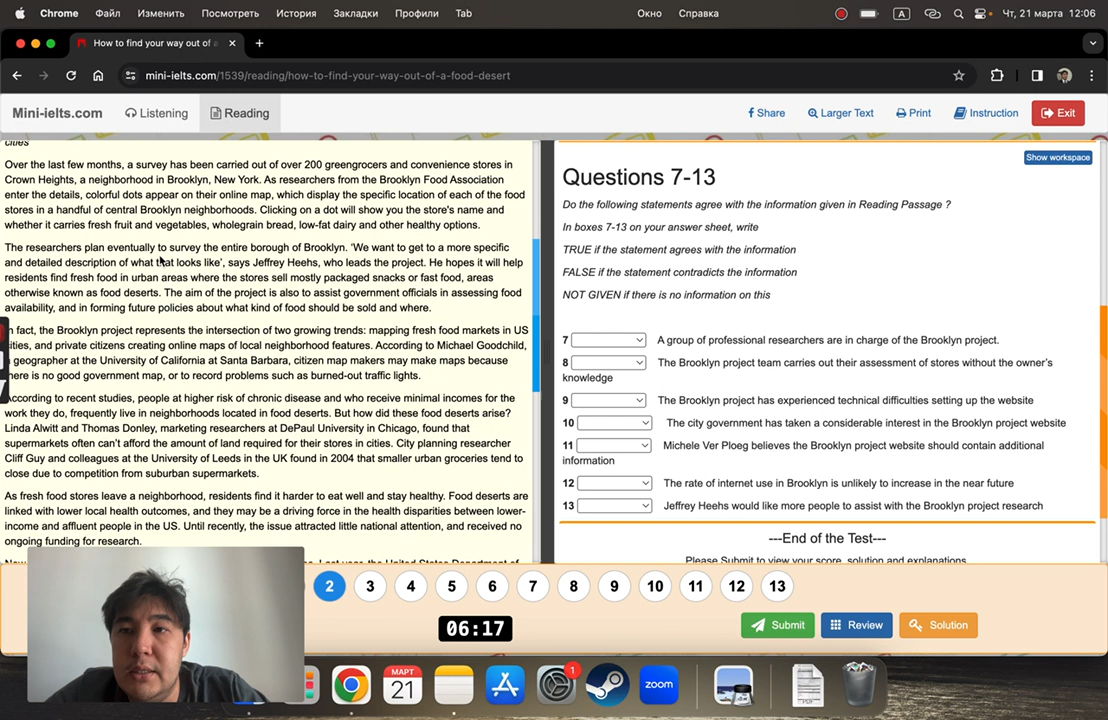 Chrome Файл Изменить Посмотреть История Закладки Профили Tab Окно Справка A Чт, 21 марта 12:06
How to find your way out of a
mini-ielts.com/1539/reading/how-to-find-your-way-out-of-a-food-desert
Mini-ielts.com Listening Reading Share Larger Text Print Instruction Exit
cities
Over the last few months, a survey has been carried out of over 200 greengrocers and convenience stores in
Crown Heights, a neighborhood in Brooklyn, New York. As researchers from the Brooklyn Food Association
enter the details, colorful dots appear on their online map, which display the specific location of each of the food
stores in a handful of central Brooklyn neighborhoods. Clicking on a dot will show you the store's name and
whether it carries fresh fruit and vegetables, wholegrain bread, low-fat dairy and other healthy options.
The researchers plan eventually to survey the entire borough of Brooklyn. 'We want to get to a more specific
and detailed description of what that looks like', says Jeffrey Heehs, who leads the project. He hopes it will help
residents find fresh food in urban areas where the stores sell mostly packaged snacks or fast food, areas
otherwise known as food deserts. The aim of the project is also to assist government officials in assessing food
availability, and in forming future policies about what kind of food should be sold and where.
n fact, the Brooklyn project represents the intersection of two growing trends: mapping fresh food markets in US
cities, and private citizens creating online maps of local neighborhood features. According to Michael Goodchild,
geographer at the University of California at Santa Barbara, citizen map makers may make maps because
here is no good government map, or to record problems such as burned-out traffic lights.
According to recent studies, people at higher risk of chronic disease and who receive minimal incomes for the
work they do, frequently live in neighborhoods located in food deserts. But how did these food deserts arise?
Linda Alwitt and Thomas Donley, marketing researchers at DePaul University in Chicago, found that
supermarkets often can't afford the amount of land required for their stores in cities. City planning researcher
Cliff Guy and colleagues at the University of Leeds in the UK found in 2004 that smaller urban groceries tend to
close due to competition from suburban supermarkets.
As fresh food stores leave a neighborhood, residents find it harder to eat well and stay healthy. Food deserts are
linked with lower local health outcomes, and they may be a driving force in the health disparities between lower-
income and affluent people in the US. Until recently, the issue attracted little national attention, and received no
ongoing funding for research.
Show workspace
Questions 7-13
Do the following statements agree with the information given in Reading Passage ?
In boxes 7-13 on your answer sheet, write
TRUE if the statement agrees with the information
FALSE if the statement contradicts the information
NOT GIVEN if there is no information on this
7 A group of professional researchers are in charge of the Brooklyn project.
8 The Brooklyn project team carries out their assessment of stores without the owner's
knowledge
9 The Brooklyn project has experienced technical difficulties setting up the website
10 The city government has taken a considerable interest in the Brooklyn project website
11 Michele Ver Ploeg believes the Brooklyn project website should contain additional
information
12 The rate of internet use in Brooklyn is unlikely to increase in the near future
13 Jeffrey Heehs would like more people to assist with the Brooklyn project research
---End of the Test---
Please Submit to view your score, solution and explanations
2 3 4 5 6 7 8 9 10 11 12 13
06:17
Submit Review Solution
МАРТ
21
1
zoom